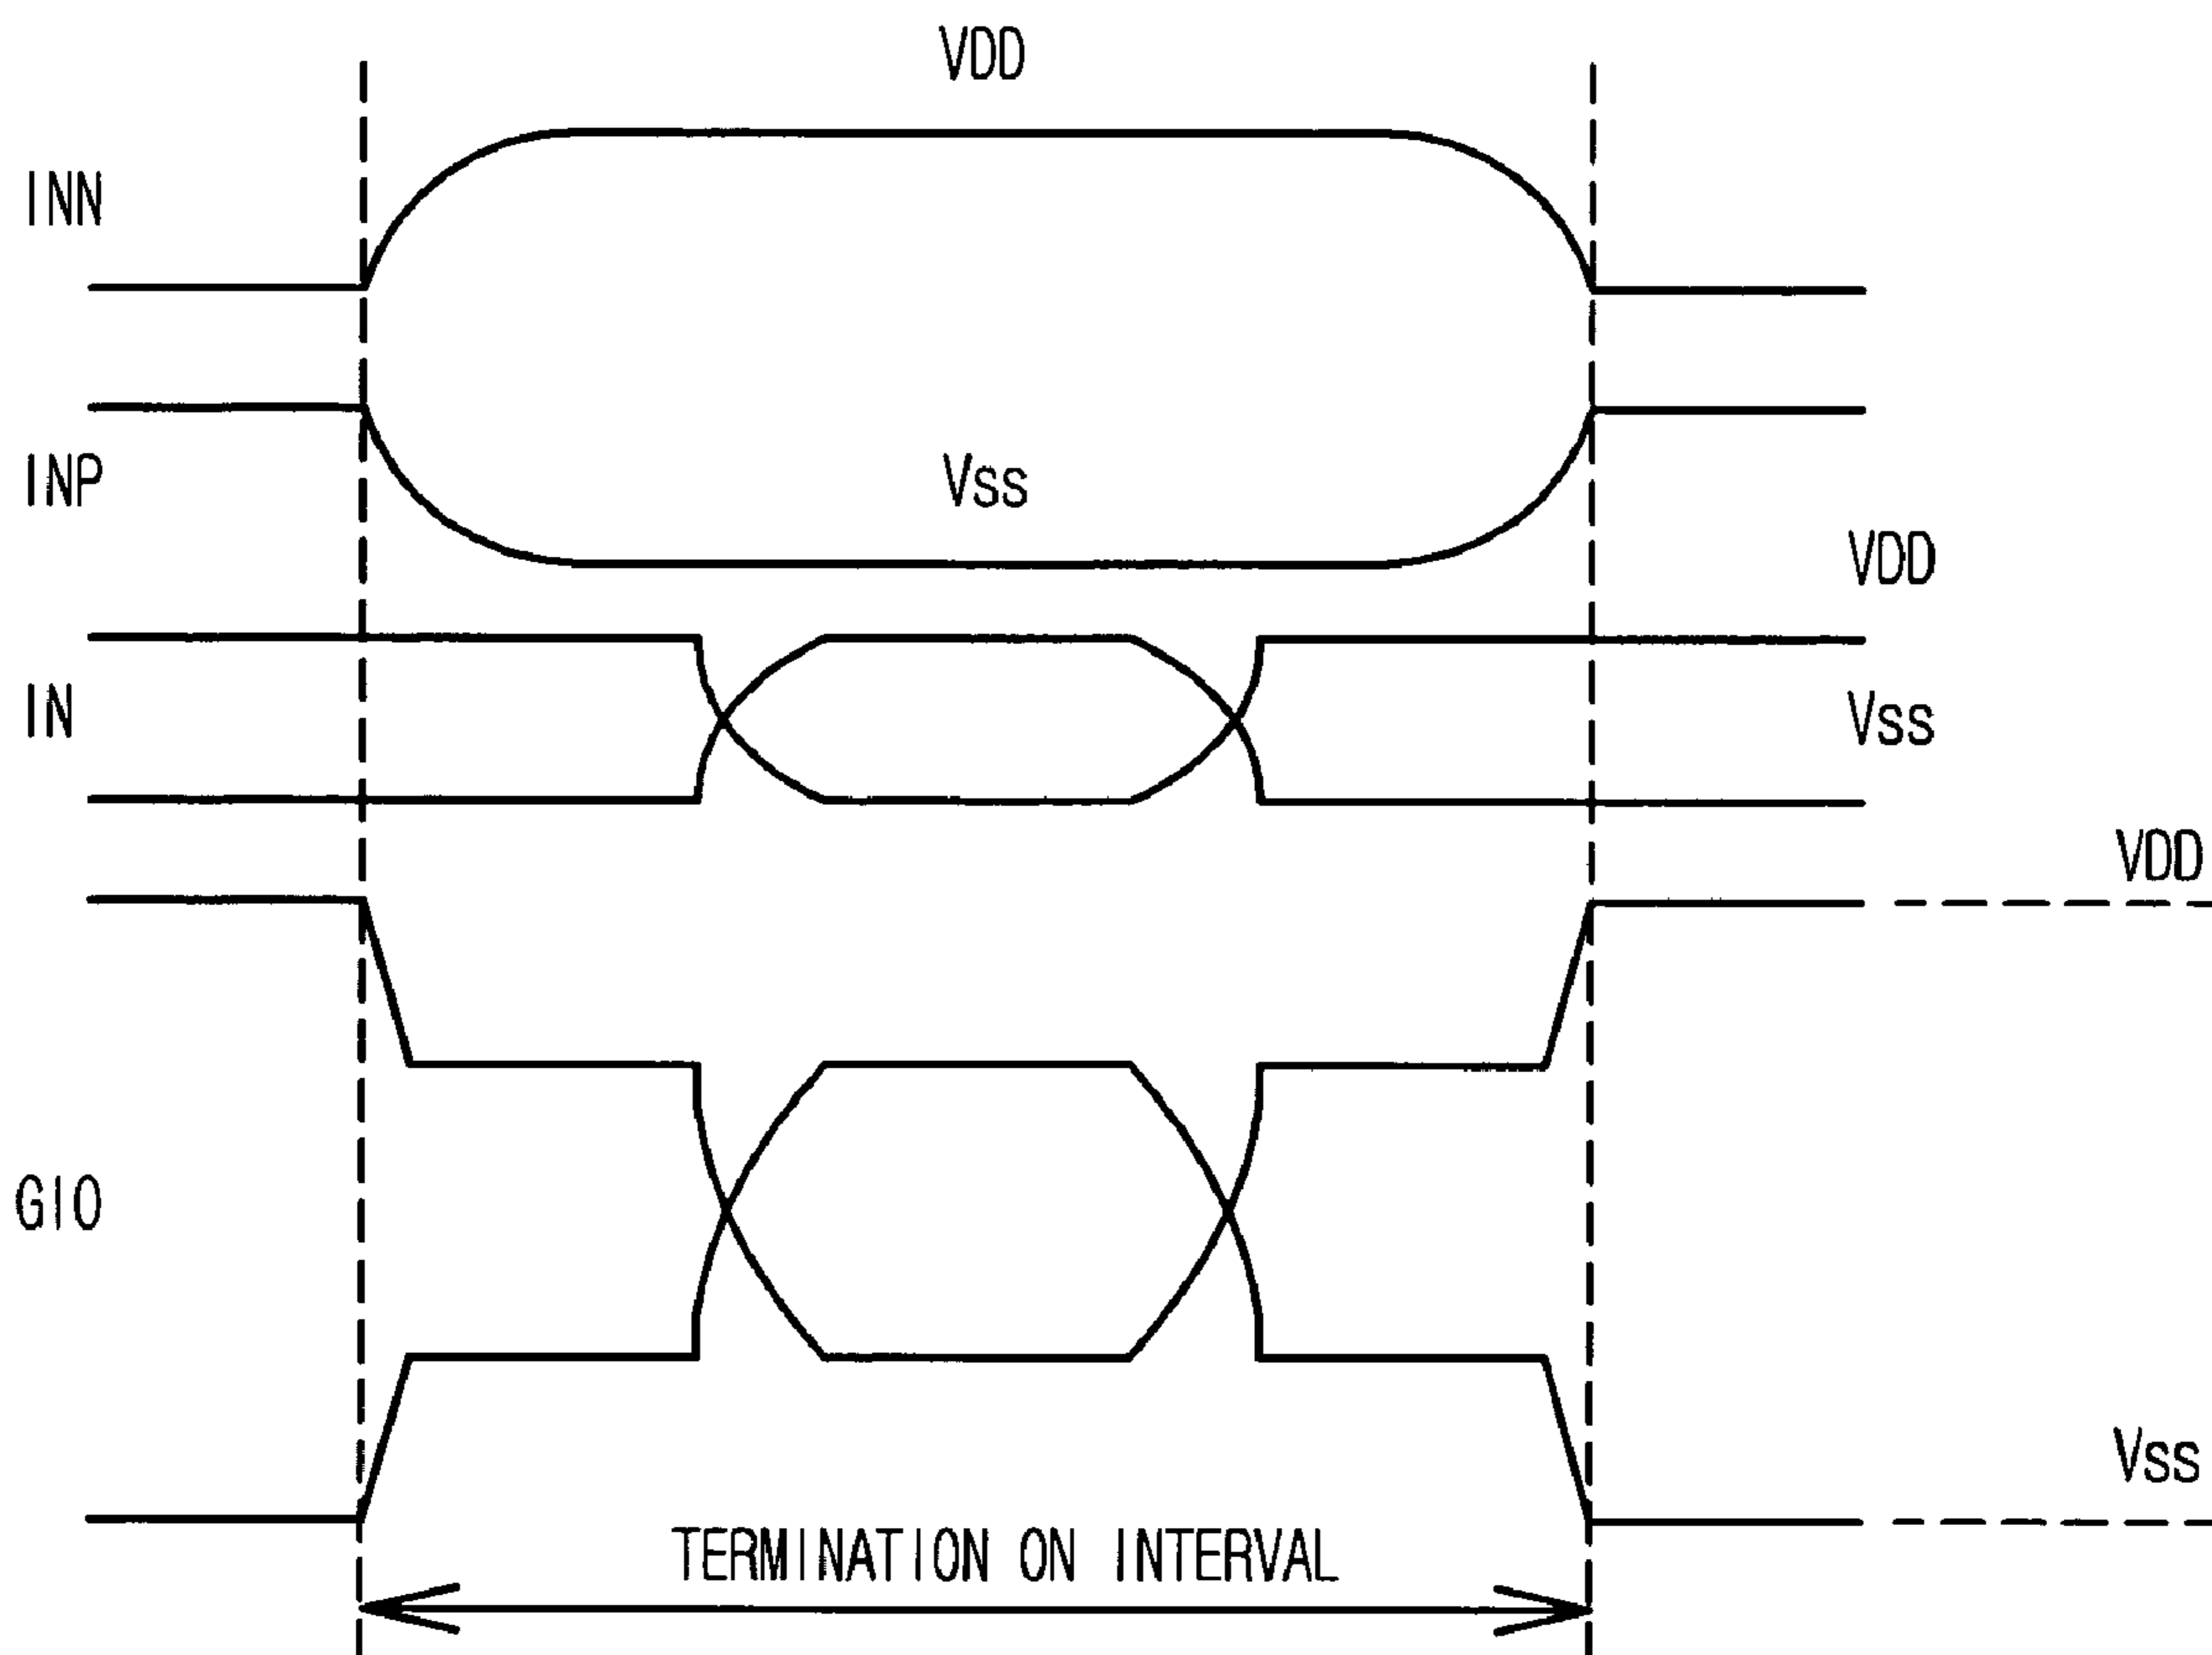 VDD
INN
INP
Vss
VDD
IN
Vss
VDD
GIO
Vss
TERMINATION ON INTERVAL